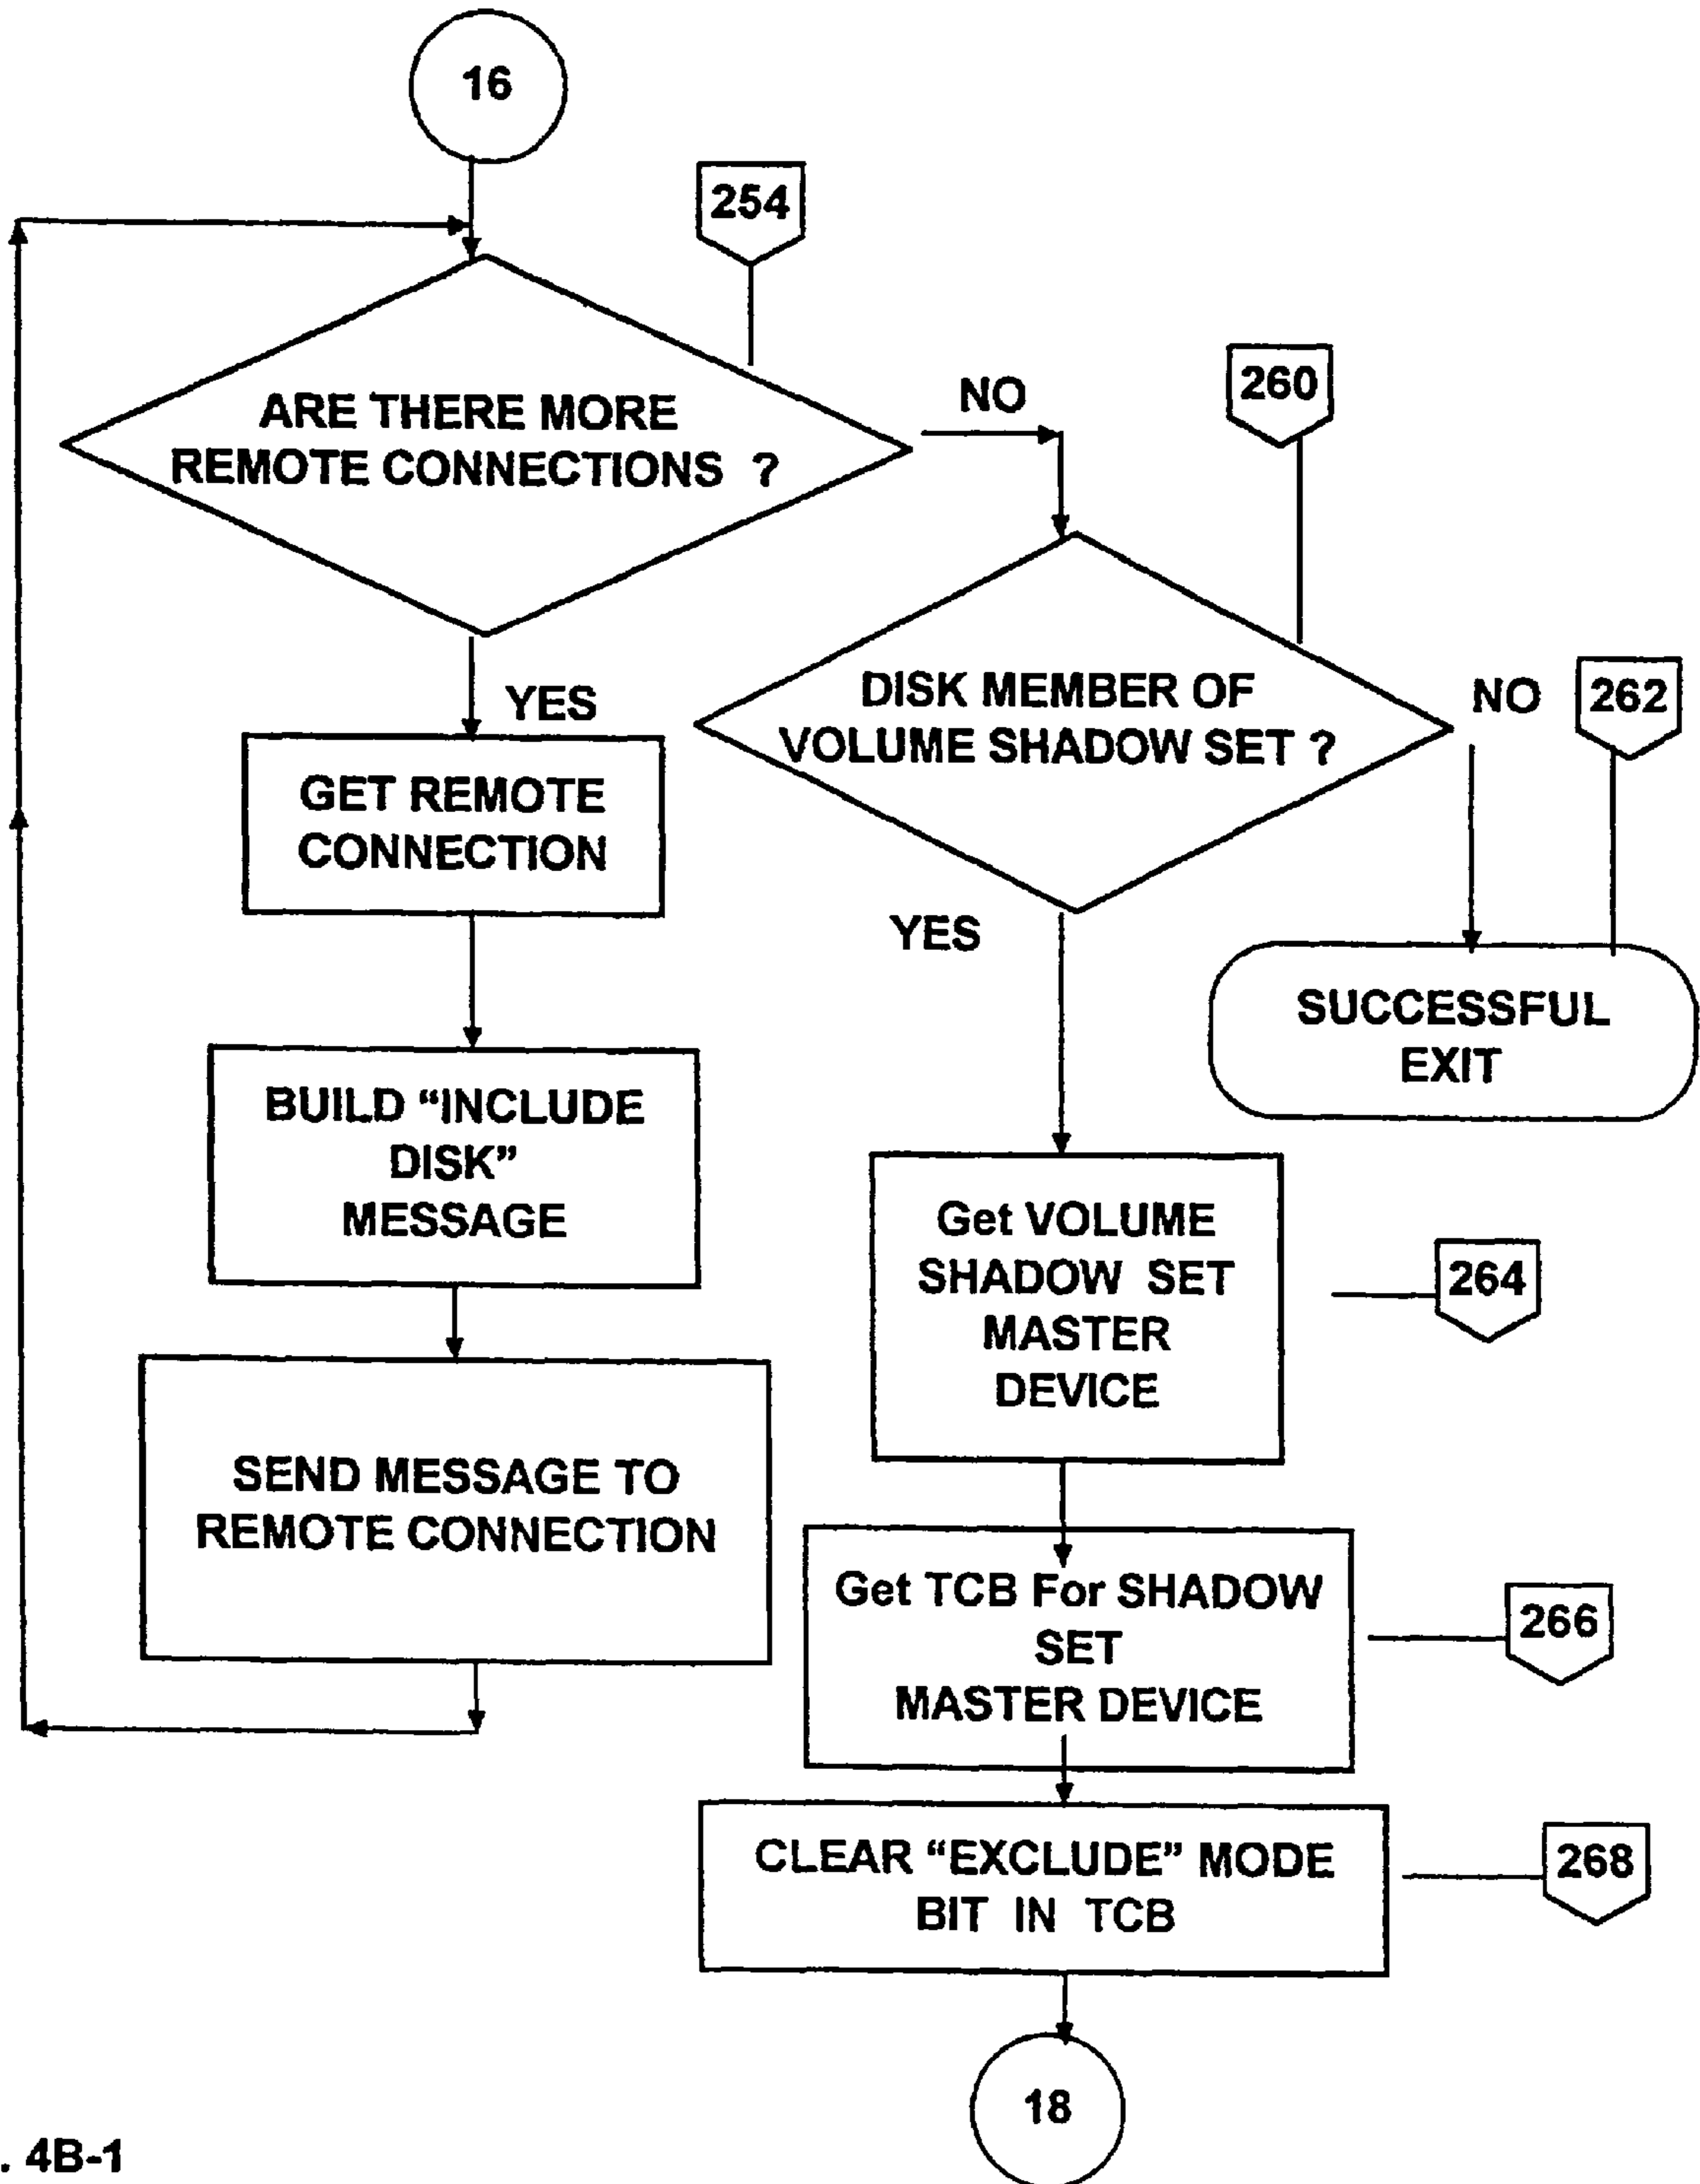 16
254
ARE THERE MORE
REMOTE CONNECTIONS ?
NO
260
YES
DISK MEMBER OF
VOLUME SHADOW SET ?
NO
262
GET REMOTE
CONNECTION
YES
SUCCESSFUL
EXIT
BUILD “INCLUDE
DISK”
MESSAGE
Get VOLUME
SHADOW SET
MASTER
DEVICE
264
SEND MESSAGE TO
REMOTE CONNECTION
Get TCB For SHADOW
SET
MASTER DEVICE
266
CLEAR “EXCLUDE” MODE
BIT IN TCB
268
18
. 4B-1